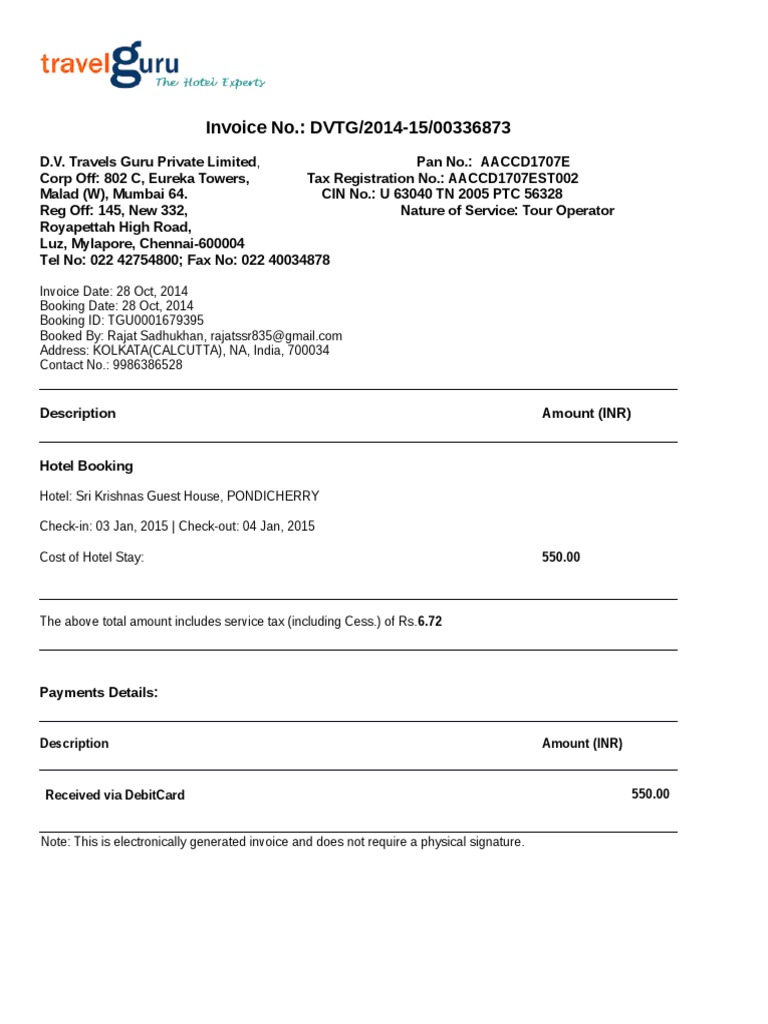 travelguru
The Hotel Experts
Invoice No.: DVTG/2014-15/00336873
D.V. Travels Guru Private Limited, Pan No.: AACCD1707E
Corp Off: 802 C, Eureka Towers, Tax Registration No.: AACCD1707EST002
Malad (W), Mumbai 64. CIN No.: U 63040 TN 2005 PTC 56328
Reg Off: 145, New 332, Nature of Service: Tour Operator
Royapettah High Road,
Luz, Mylapore, Chennai-600004
Tel No: 022 42754800; Fax No: 022 40034878
Invoice Date: 28 Oct, 2014
Booking Date: 28 Oct, 2014
Booking ID: TGU0001679395
Booked By: Rajat Sadhukhan, rajatssr835@gmail.com
Address: KOLKATA(CALCUTTA), NA, India, 700034
Contact No.: 9986386528
Description Amount (INR)
Hotel Booking
Hotel: Sri Krishnas Guest House, PONDICHERRY
Check-in: 03 Jan, 2015 | Check-out: 04 Jan, 2015
Cost of Hotel Stay: 550.00
The above total amount includes service tax (including Cess.) of Rs.6.72
Payments Details:
Description Amount (INR)
Received via DebitCard 550.00
Note: This is electronically generated invoice and does not require a physical signature.